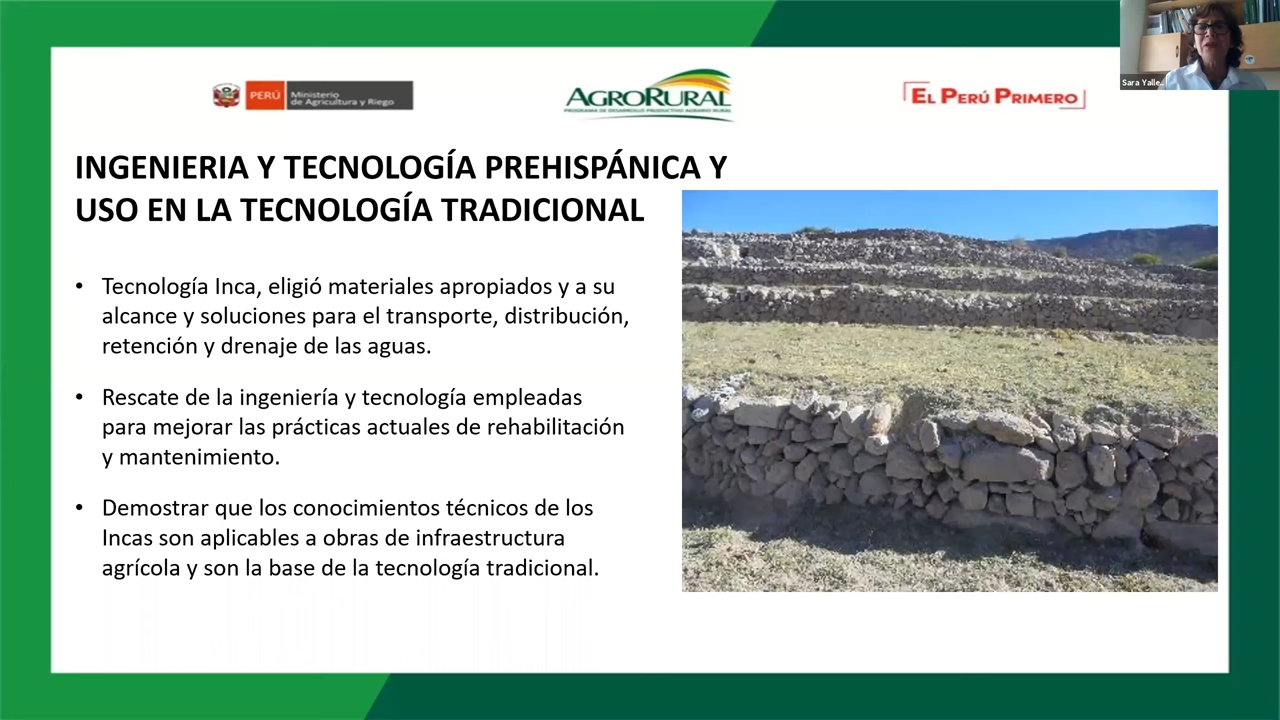 PERÚ
Ministerio
de Agricultura y Riego
AGRORURAL
PROGRAMA DE DESARROLLO PRODUCTIVO AGRARIO RURAL
EL PERÚ PRIMERO
Sara Yalle...
INGENIERIA Y TECNOLOGÍA PREHISPÁNICA Y
USO EN LA TECNOLOGÍA TRADICIONAL
• Tecnología Inca, eligió materiales apropiados y a su
alcance y soluciones para el transporte, distribución,
retención y drenaje de las aguas.
• Rescate de la ingeniería y tecnología empleadas
para mejorar las prácticas actuales de rehabilitación
y mantenimiento.
• Demostrar que los conocimientos técnicos de los
Incas son aplicables a obras de infraestructura
agrícola y son la base de la tecnología tradicional.